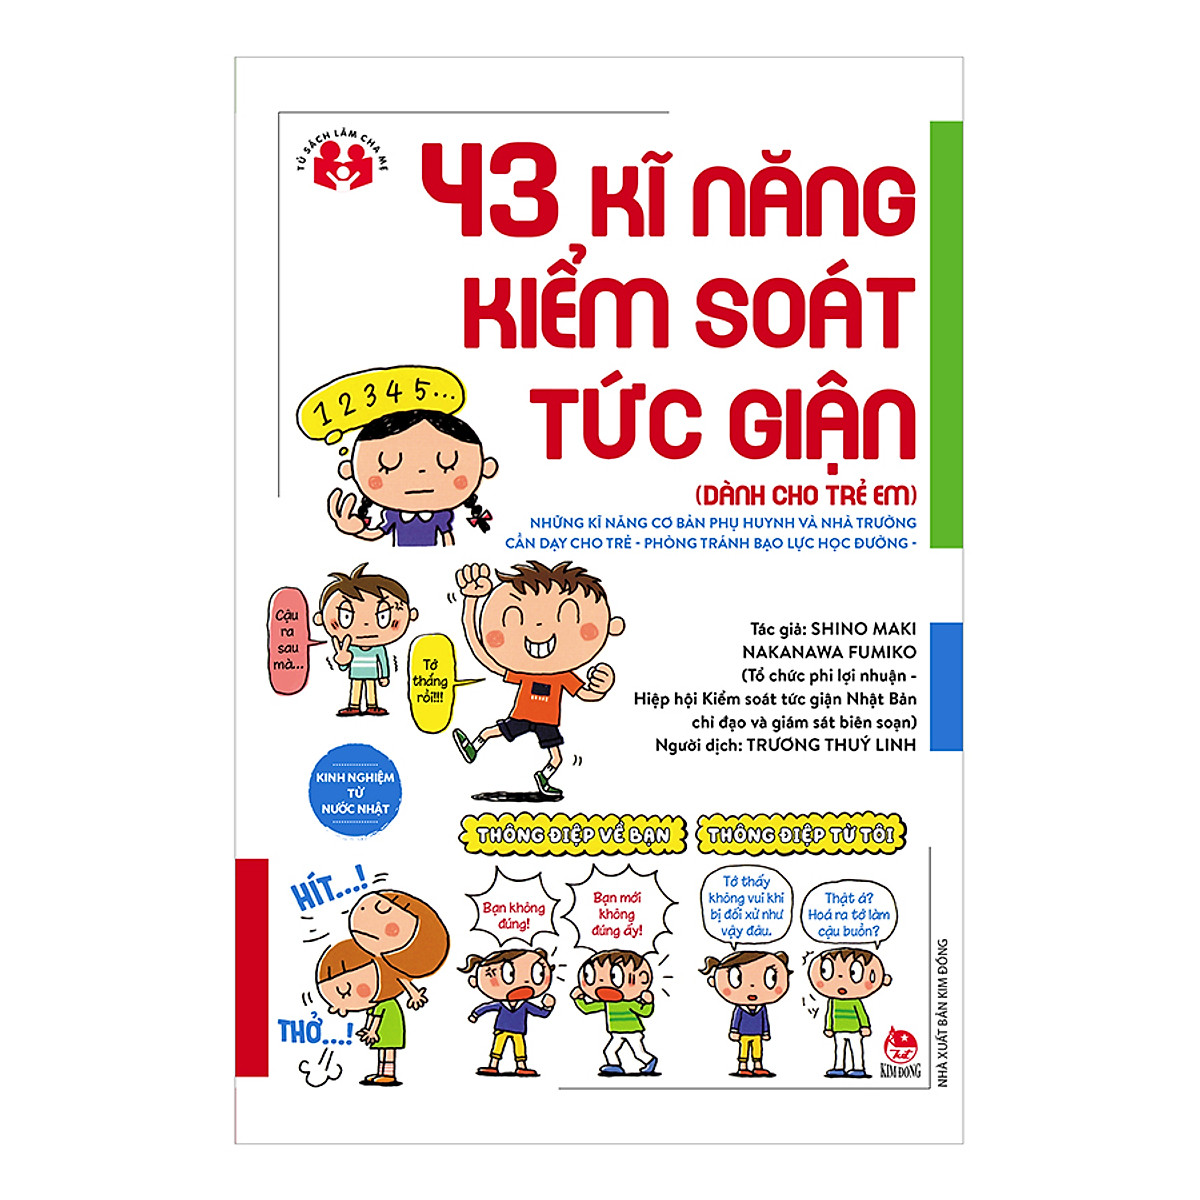 TỦ SÁCH LÀM CHA MẸ
43 KĨ NĂNG
KIỂM SOÁT
TỨC GIẬN
(DÀNH CHO TRẺ EM)
NHỮNG KĨ NĂNG CƠ BẢN PHỤ HUYNH VÀ NHÀ TRƯỜNG
CẦN DẠY CHO TRẺ - PHÒNG TRÁNH BẠO LỰC HỌC ĐƯỜNG -
1 2 3 4 5...
Cậu
ra
sau
mà...
Tớ
thắng
rồi!!!
Tác giả: SHINO MAKI
NAKANAWA FUMIKO
(Tổ chức phi lợi nhuận -
Hiệp hội Kiểm soát tức giận Nhật Bản
chỉ đạo và giám sát biên soạn)
Người dịch: TRƯƠNG THUỲ LINH
KINH NGHIỆM
TỪ
NƯỚC NHẬT
HÍT...!
THỞ...!
THÔNG ĐIỆP VỀ BẠN
Bạn không
đúng!
Bạn mới
không
đúng ấy!
THÔNG ĐIỆP TỪ TÔI
Tớ thấy
không vui khi
bị đối xử như
vậy đâu.
Thật á?
Hoá ra tớ làm
cậu buồn?
KIM ĐỒNG
NHÀ XUẤT BẢN KIM ĐỒNG